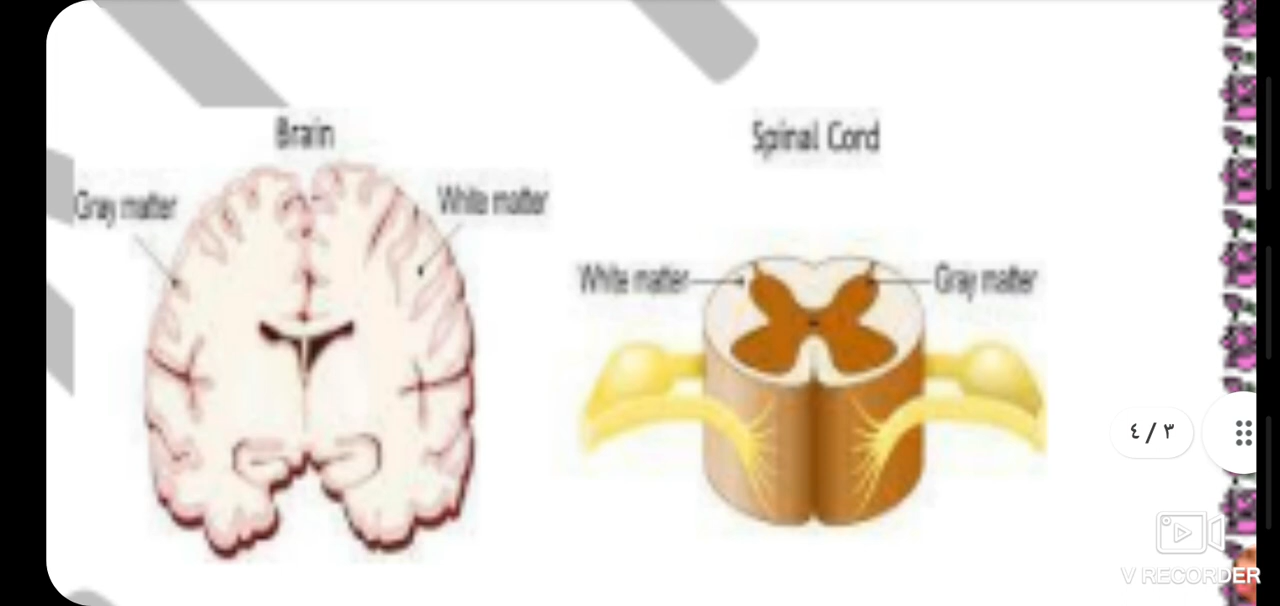 Brain
Spinal Cord
Gray matter
White matter
White matter
Gray matter
٤ / ٣
V RECORDER